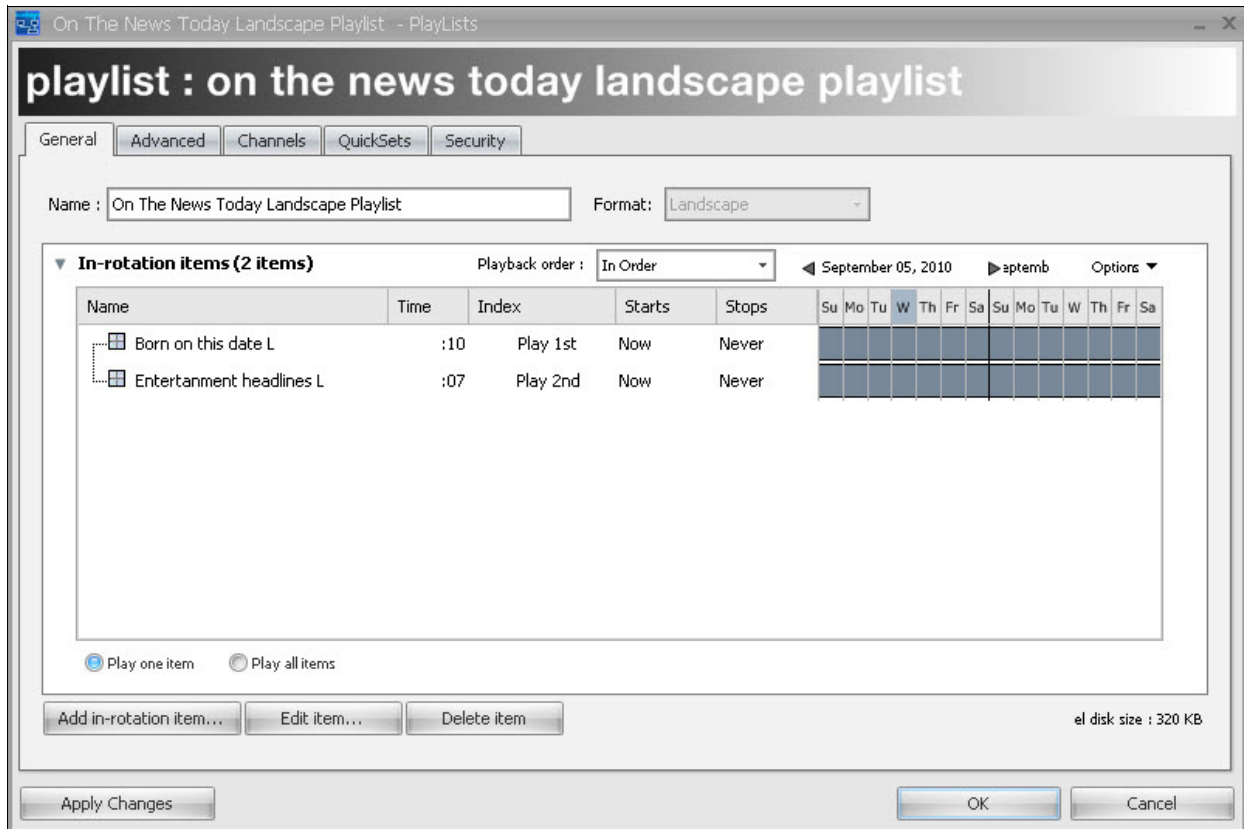 On The News Today Landscape Playlist - PlayLists
playlist : on the news today landscape playlist
General Advanced Channels QuickSets Security
Name : On The News Today Landscape Playlist Format: Landscape
In-rotation items (2 items) Playback order : In Order September 05, 2010 eptemb Options
Name Time Index Starts Stops Su Mo Tu W Th Fr Sa Su Mo Tu W Th Fr Sa
Born on this date L :10 Play 1st Now Never
Entertanment headlines L :07 Play 2nd Now Never
Play one item Play all items
Add in-rotation item... Edit item... Delete item el disk size : 320 KB
Apply Changes OK Cancel